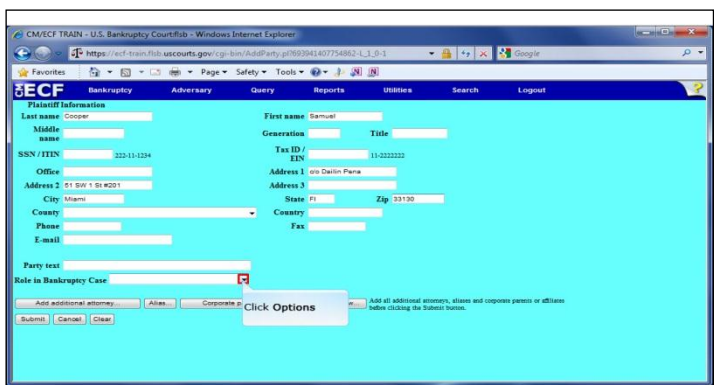 CM/ECF TRAIN - U.S. Bankruptcy Court:flsb - Windows Internet Explorer
https://ecf-train.flsb.uscourts.gov/cgi-bin/AddParty.pl?693941407754862-L_1_0-1 Google
Favorites Page Safety Tools
ECF Bankruptcy Adversary Query Reports Utilities Search Logout ?
Plaintiff Information
Last name Cooper First name Samuel
Middle name Generation Title
SSN / ITIN 222-11-1234 Tax ID / EIN 11-2222222
Office Address 1 c/o Dailin Pena
Address 2 51 SW 1 St #201 Address 3
City Miami State Fl Zip 33130
County Country
Phone Fax
E-mail
Party text
Role in Bankruptcy Case
Add additional attorney... Alias... Corporate p Add all additional attorneys, aliases and corporate parents or affiliates
before clicking the Submit button.
Click Options
Submit Cancel Clear